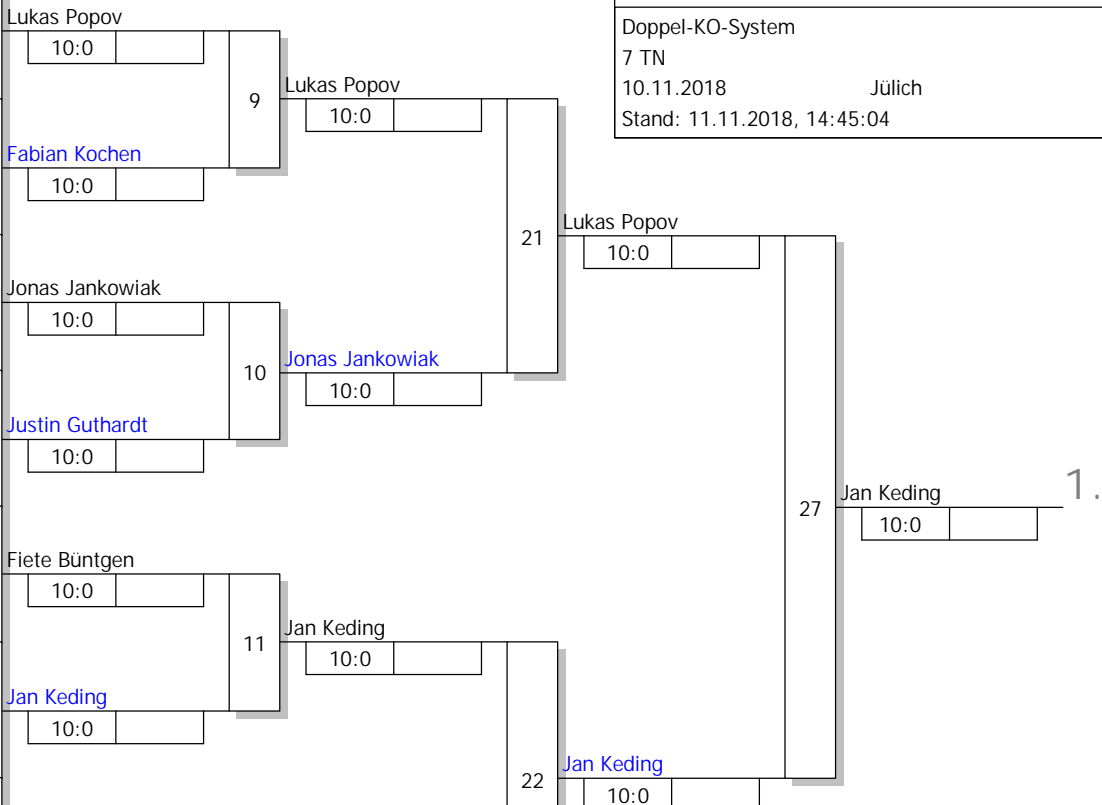 Lukas Popov
10:0
9
Fabian Kochen
10:0
Lukas Popov
10:0
Jonas Jankowiak
10:0
10
Justin Guthardt
10:0
Jonas Jankowiak
10:0
21
Lukas Popov
10:0
Fiete Büntgen
10:0
11
Jan Keding
10:0
Jan Keding
10:0
22
Jan Keding
10:0
27
Jan Keding
10:0
1.
Doppel-KO-System
7 TN
10.11.2018 Jülich
Stand: 11.11.2018, 14:45:04